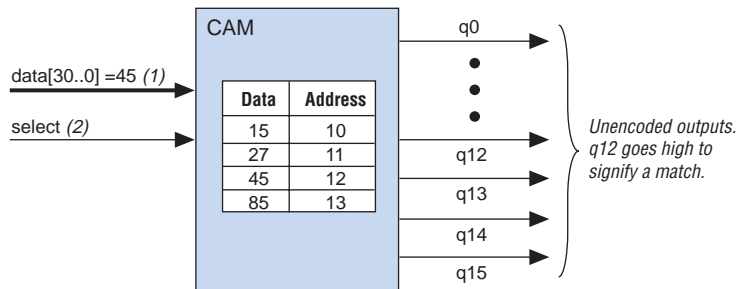 CAM
q0
data[30..0] =45 (1)
select (2)
Data Address
15 10
27 11
45 12
85 13
q12
q13
q14
q15
Unencoded outputs.
q12 goes high to
signify a match.